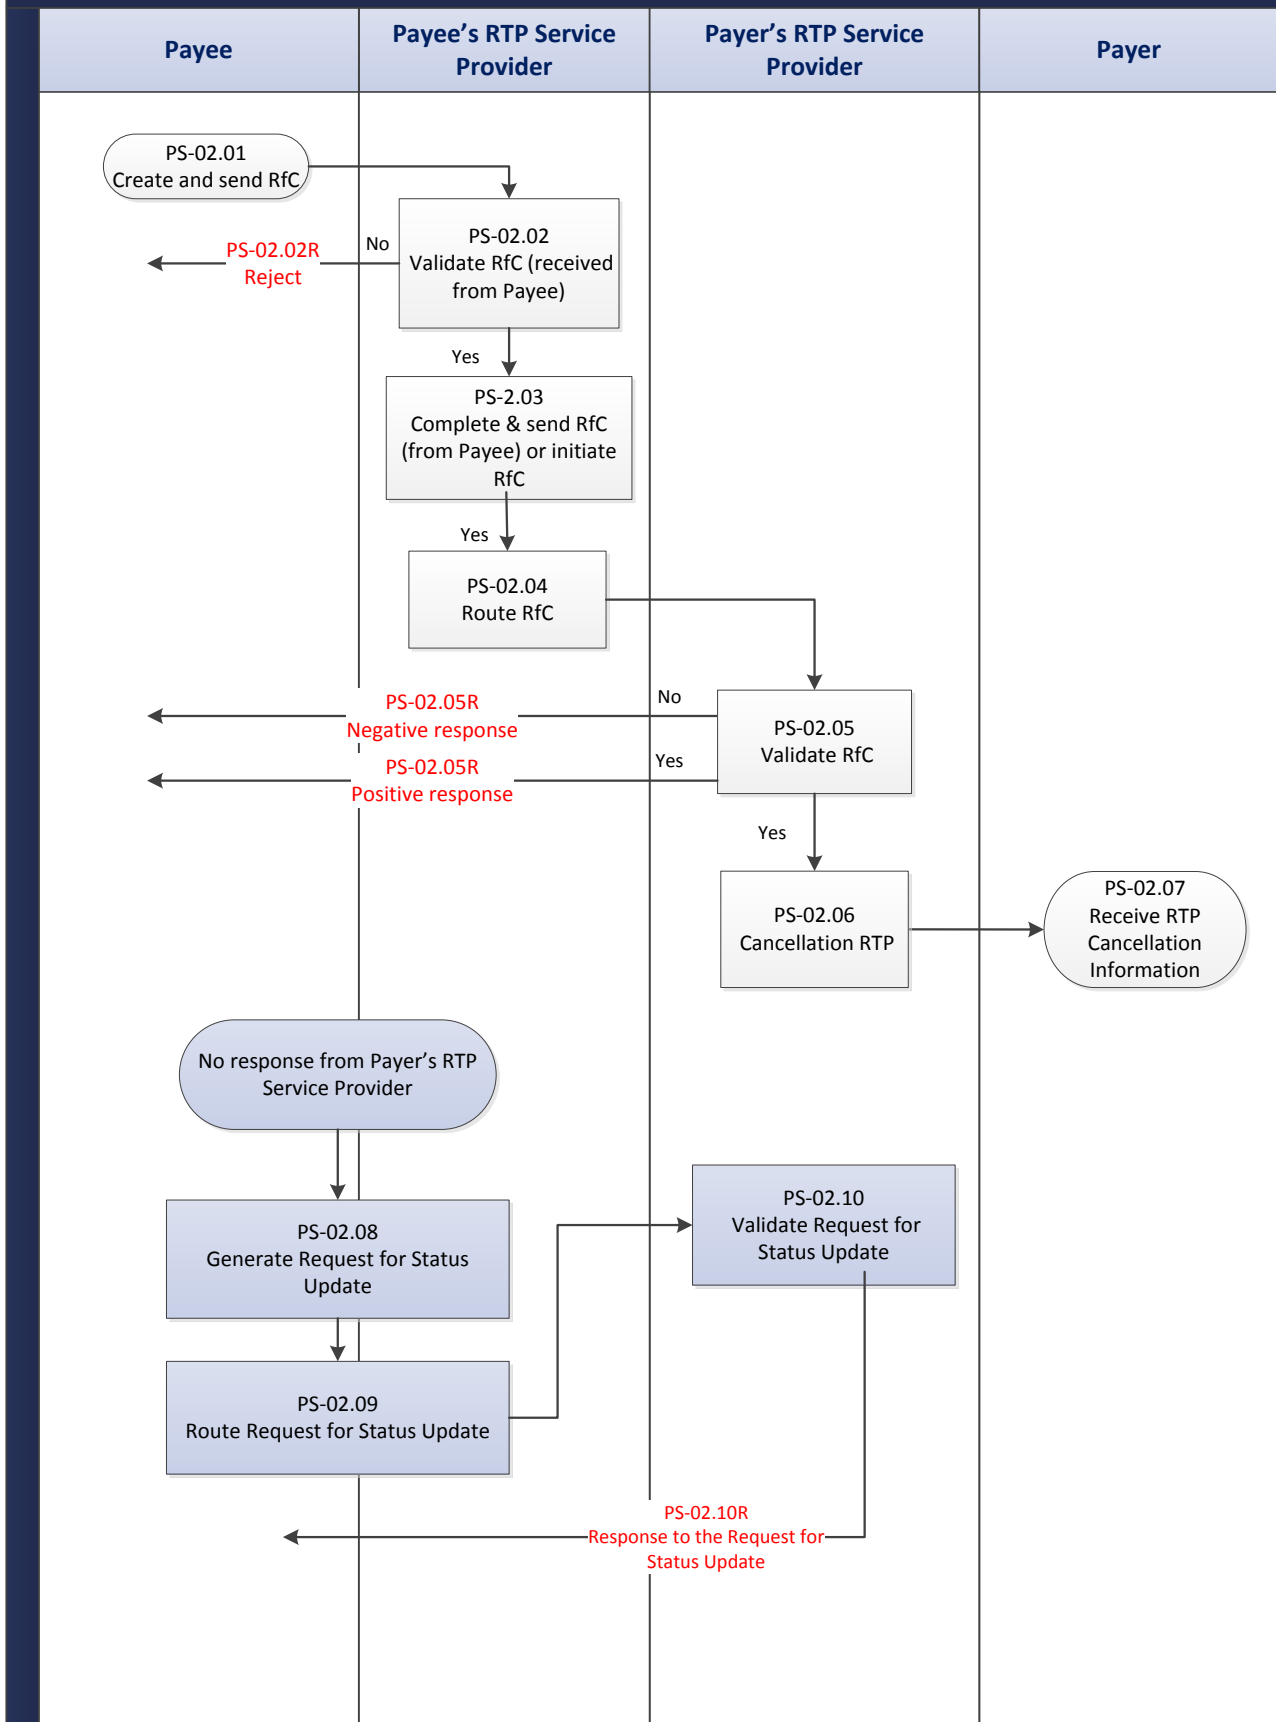 Payee
Payee's RTP Service
Provider
Payer's RTP Service
Provider
Payer
PS-02.01
Create and send RfC
PS-02.02
Validate RfC (received
from Payee)
No
PS-02.02R
Reject
Yes
PS-2.03
Complete & send RfC
(from Payee) or initiate
RfC
Yes
PS-02.04
Route RfC
PS-02.05
Validate RfC
No
PS-02.05R
Negative response
Yes
PS-02.05R
Positive response
Yes
PS-02.06
Cancellation RTP
PS-02.07
Receive RTP
Cancellation
Information
No response from Payer's RTP
Service Provider
PS-02.08
Generate Request for Status
Update
PS-02.09
Route Request for Status Update
PS-02.10
Validate Request for
Status Update
PS-02.10R
Response to the Request for
Status Update